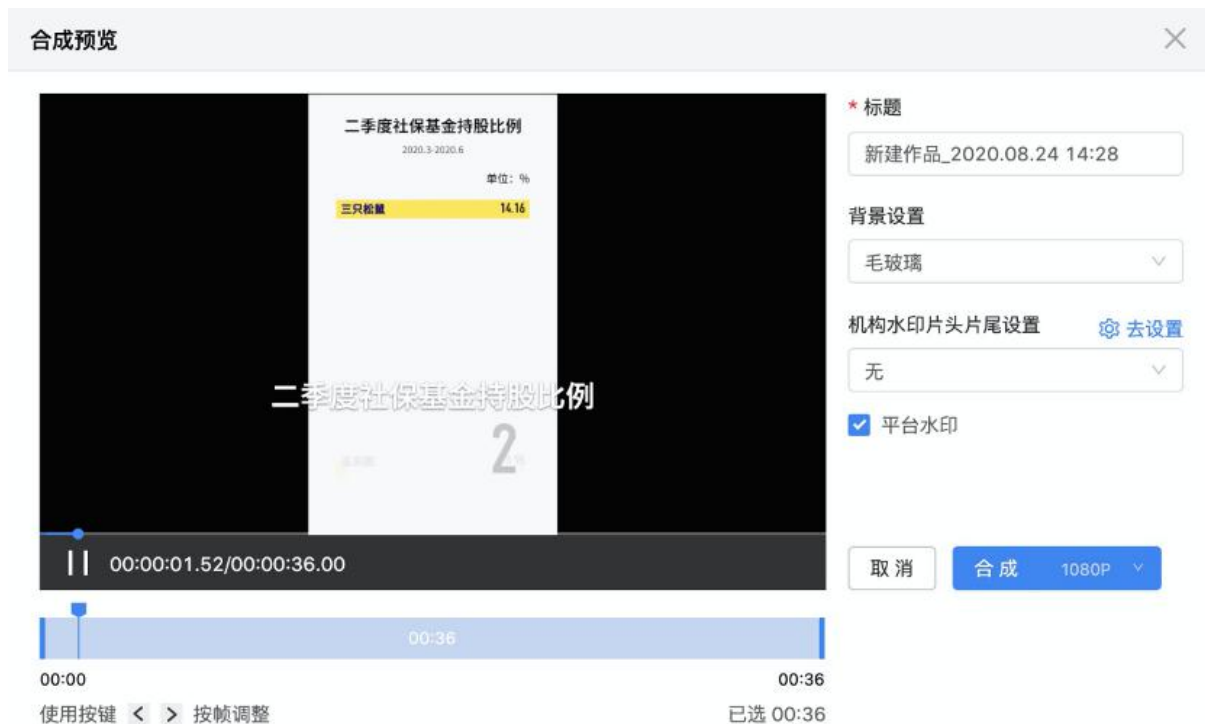 合成预览
二季度社保基金持股比例
2020.3-2020.6
单位：%
三只松鼠 14.16
二季度社保基金持股比例
2
00:00:01.52/00:00:36.00
00:36
00:00 00:36
使用按键 < > 按帧调整 已选 00:36
* 标题
新建作品_2020.08.24 14:28
背景设置
毛玻璃
机构水印片头片尾设置 去设置
无
平台水印
取消 合成 1080P